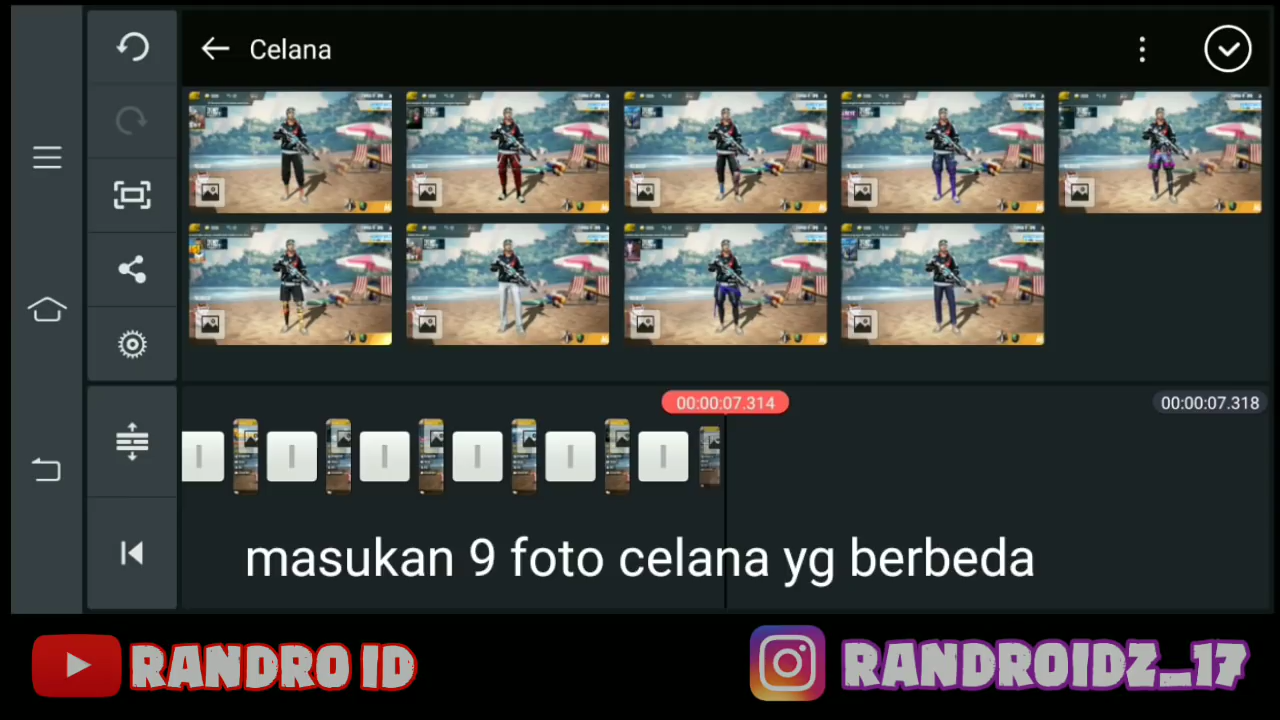 Celana
00:00:07.314
00:00:07.318
masukan 9 foto celana yg berbeda
RANDRO ID
RANDROIDZ_17